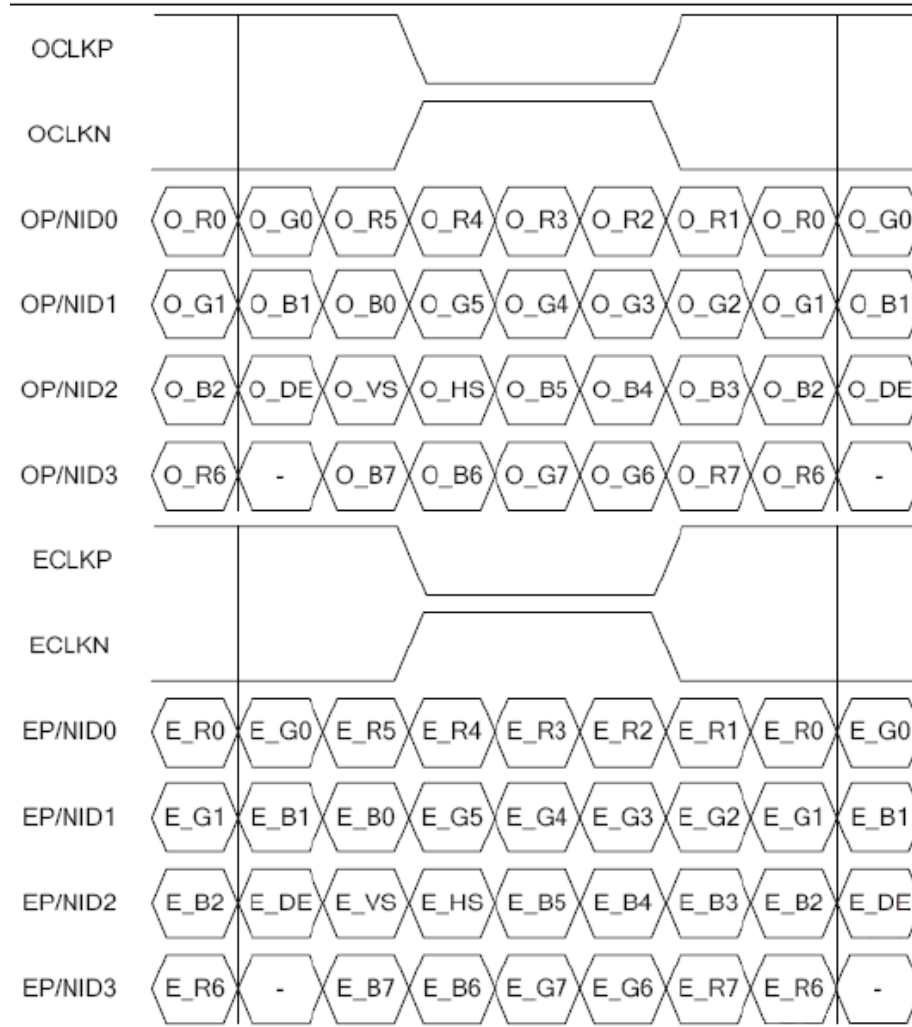 OCLKP
OCLKN
OP/NID0 O_R0 O_G0 O_R5 O_R4 O_R3 O_R2 O_R1 O_R0 O_G0
OP/NID1 O_G1 O_B1 O_B0 O_G5 O_G4 O_G3 O_G2 O_G1 O_B1
OP/NID2 O_B2 O_DE O_VS O_HS O_B5 O_B4 O_B3 O_B2 O_DE
OP/NID3 O_R6 - O_B7 O_B6 O_G7 O_G6 O_R7 O_R6 -
ECLKP
ECLKN
EP/NID0 E_R0 E_G0 E_R5 E_R4 E_R3 E_R2 E_R1 E_R0 E_G0
EP/NID1 E_G1 E_B1 E_B0 E_G5 E_G4 E_G3 E_G2 E_G1 E_B1
EP/NID2 E_B2 E_DE E_VS E_HS E_B5 E_B4 E_B3 E_B2 E_DE
EP/NID3 E_R6 - E_B7 E_B6 E_G7 E_G6 E_R7 E_R6 -